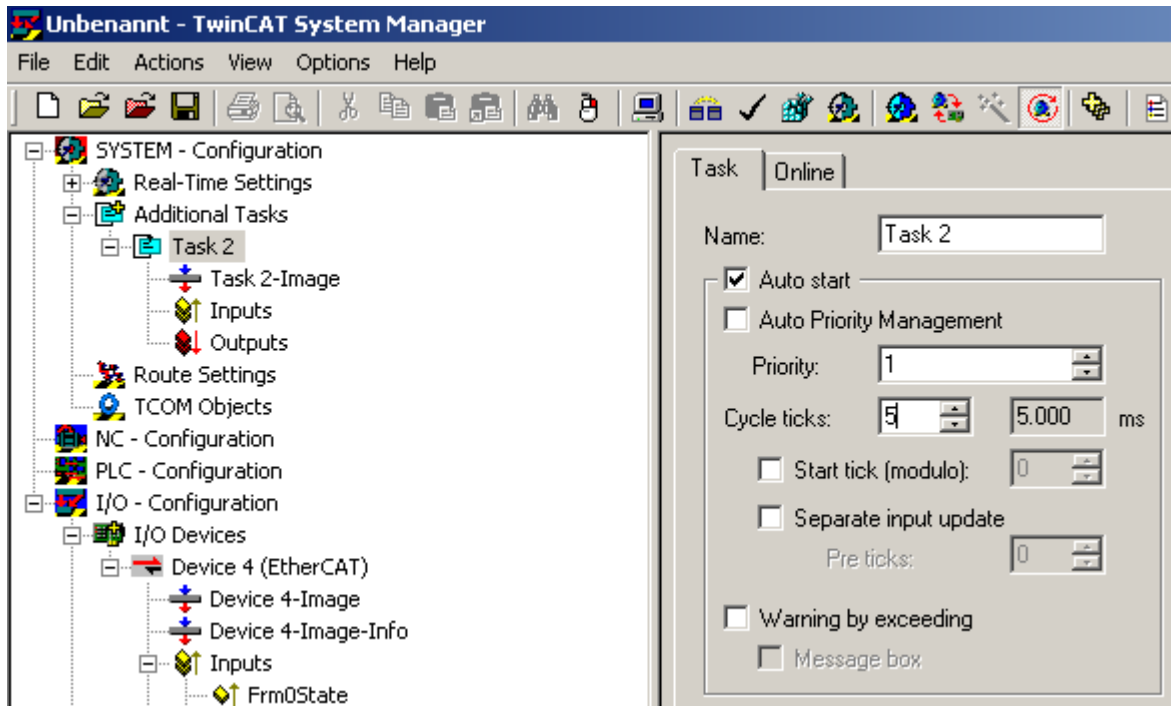 Unbenannt - TwinCAT System Manager
File Edit Actions View Options Help
SYSTEM - Configuration
Real-Time Settings
Additional Tasks
Task 2
Task 2-Image
Inputs
Outputs
Route Settings
TCOM Objects
NC - Configuration
PLC - Configuration
I/O - Configuration
I/O Devices
Device 4 (EtherCAT)
Device 4-Image
Device 4-Image-Info
Inputs
Frm0State
Task Online
Name: Task 2
Auto start
Auto Priority Management
Priority: 1
Cycle ticks: 5 5.000 ms
Start tick (modulo): 0
Separate input update
Pre ticks: 0
Warning by exceeding
Message box